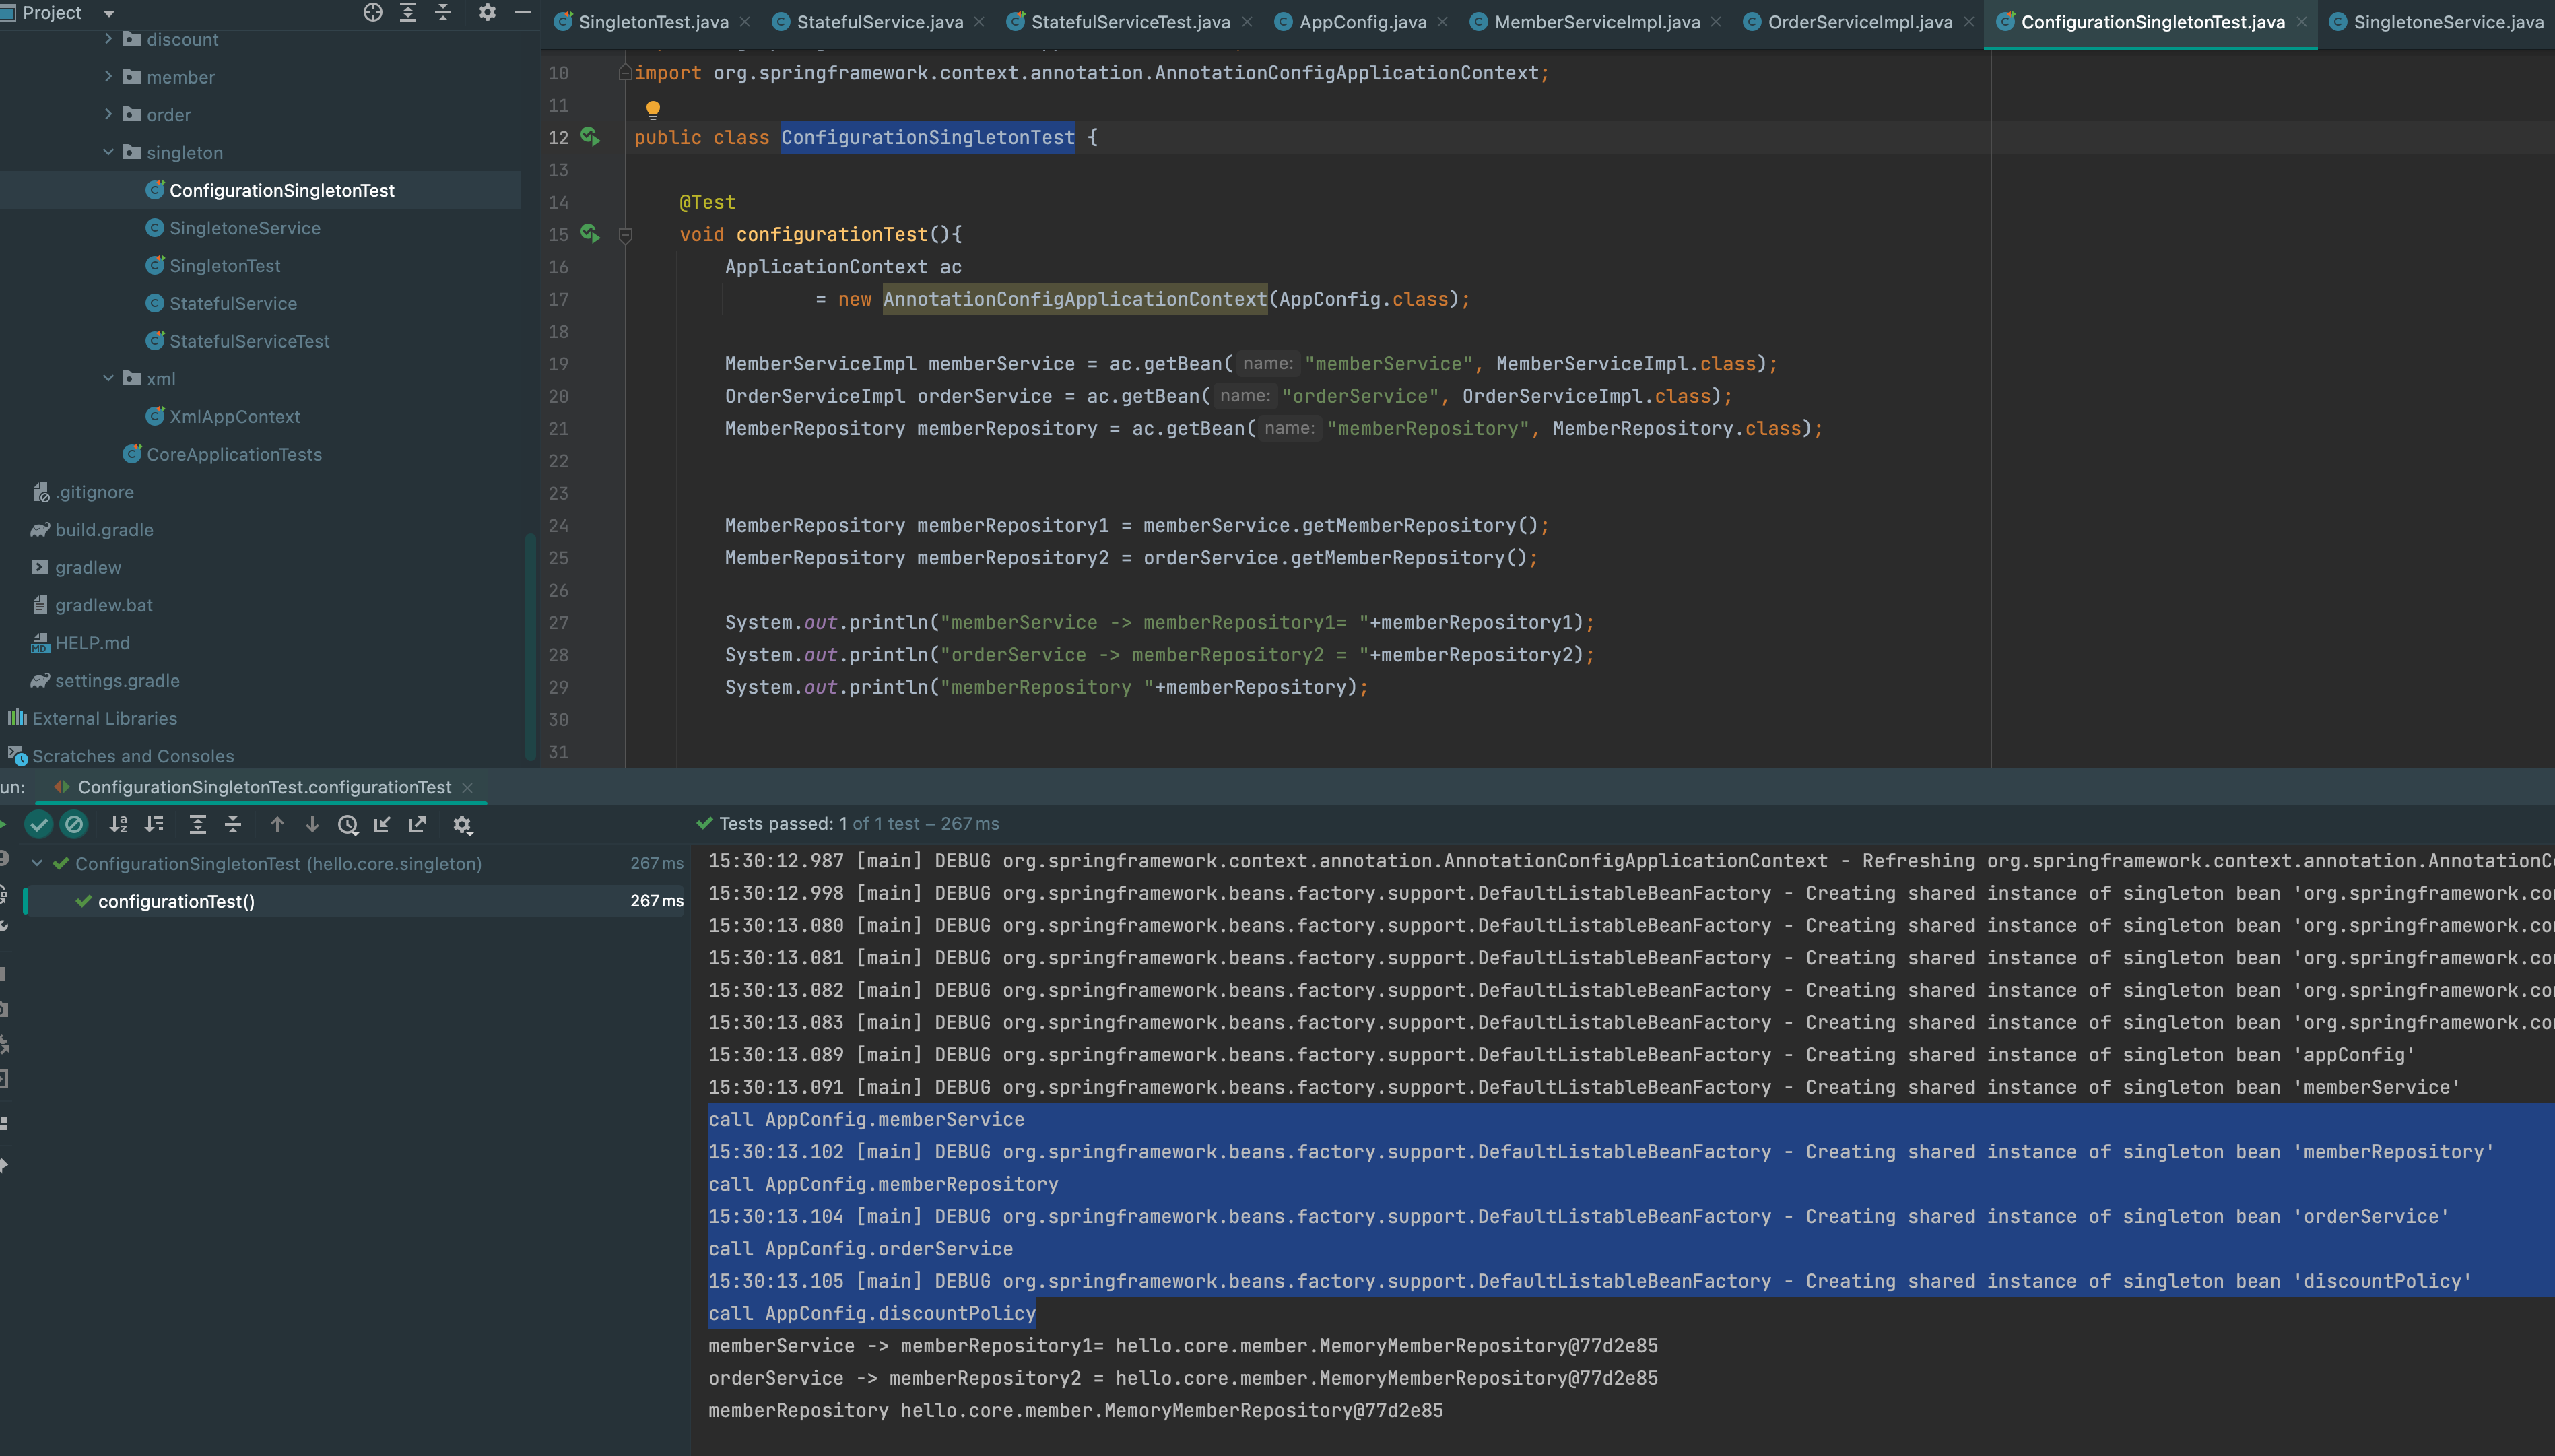 Project
SingletonTest.java
StatefulService.java
StatefulServiceTest.java
AppConfig.java
MemberServiceImpl.java
OrderServiceImpl.java
ConfigurationSingletonTest.java
SingletoneService.java
discount
member
order
singleton
ConfigurationSingletonTest
SingletoneService
SingletonTest
StatefulService
StatefulServiceTest
xml
XmlAppContext
CoreApplicationTests
.gitignore
build.gradle
gradlew
gradlew.bat
HELP.md
settings.gradle
External Libraries
Scratches and Consoles
10 import org.springframework.context.annotation.AnnotationConfigApplicationContext;
11
12 public class ConfigurationSingletonTest {
13
14 @Test
15 void configurationTest(){
16 ApplicationContext ac
17 = new AnnotationConfigApplicationContext(AppConfig.class);
18
19 MemberServiceImpl memberService = ac.getBean( name: "memberService", MemberServiceImpl.class);
20 OrderServiceImpl orderService = ac.getBean( name: "orderService", OrderServiceImpl.class);
21 MemberRepository memberRepository = ac.getBean( name: "memberRepository", MemberRepository.class);
22
23
24 MemberRepository memberRepository1 = memberService.getMemberRepository();
25 MemberRepository memberRepository2 = orderService.getMemberRepository();
26
27 System.out.println("memberService -> memberRepository1= "+memberRepository1);
28 System.out.println("orderService -> memberRepository2 = "+memberRepository2);
29 System.out.println("memberRepository "+memberRepository);
30
31
un: ConfigurationSingletonTest.configurationTest
Tests passed: 1 of 1 test – 267 ms
ConfigurationSingletonTest (hello.core.singleton) 267 ms
configurationTest() 267 ms
15:30:12.987 [main] DEBUG org.springframework.context.annotation.AnnotationConfigApplicationContext - Refreshing org.springframework.context.annotation.AnnotationC
15:30:12.998 [main] DEBUG org.springframework.beans.factory.support.DefaultListableBeanFactory - Creating shared instance of singleton bean 'org.springframework.co
15:30:13.080 [main] DEBUG org.springframework.beans.factory.support.DefaultListableBeanFactory - Creating shared instance of singleton bean 'org.springframework.co
15:30:13.081 [main] DEBUG org.springframework.beans.factory.support.DefaultListableBeanFactory - Creating shared instance of singleton bean 'org.springframework.co
15:30:13.082 [main] DEBUG org.springframework.beans.factory.support.DefaultListableBeanFactory - Creating shared instance of singleton bean 'org.springframework.co
15:30:13.083 [main] DEBUG org.springframework.beans.factory.support.DefaultListableBeanFactory - Creating shared instance of singleton bean 'org.springframework.co
15:30:13.089 [main] DEBUG org.springframework.beans.factory.support.DefaultListableBeanFactory - Creating shared instance of singleton bean 'appConfig'
15:30:13.091 [main] DEBUG org.springframework.beans.factory.support.DefaultListableBeanFactory - Creating shared instance of singleton bean 'memberService'
call AppConfig.memberService
15:30:13.102 [main] DEBUG org.springframework.beans.factory.support.DefaultListableBeanFactory - Creating shared instance of singleton bean 'memberRepository'
call AppConfig.memberRepository
15:30:13.104 [main] DEBUG org.springframework.beans.factory.support.DefaultListableBeanFactory - Creating shared instance of singleton bean 'orderService'
call AppConfig.orderService
15:30:13.105 [main] DEBUG org.springframework.beans.factory.support.DefaultListableBeanFactory - Creating shared instance of singleton bean 'discountPolicy'
call AppConfig.discountPolicy
memberService -> memberRepository1= hello.core.member.MemoryMemberRepository@77d2e85
orderService -> memberRepository2 = hello.core.member.MemoryMemberRepository@77d2e85
memberRepository hello.core.member.MemoryMemberRepository@77d2e85